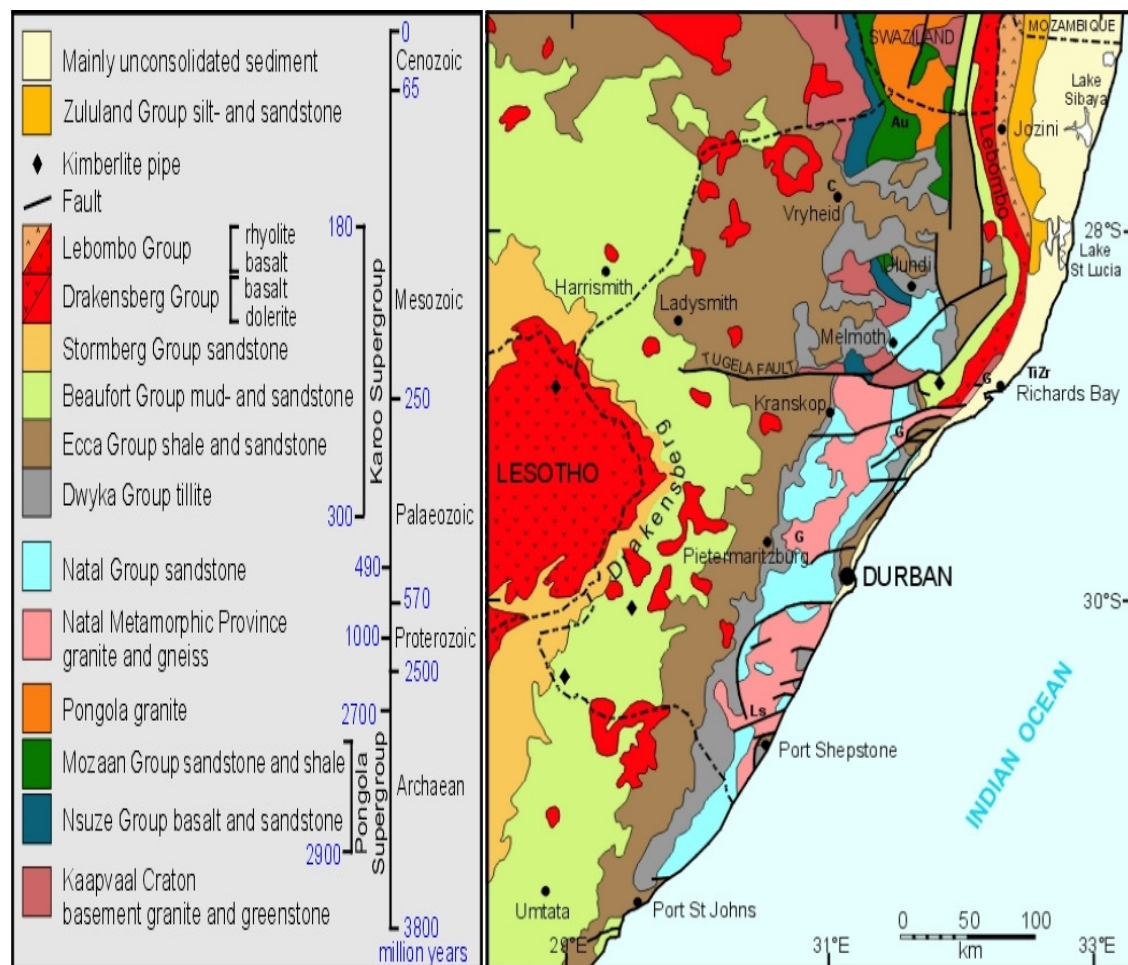 Mainly unconsolidated sediment
Zululand Group silt- and sandstone
Kimberlite pipe
Fault
Lebombo Group
rhyolite
basalt
Drakensberg Group
basalt
dolerite
Stormberg Group sandstone
Beaufort Group mud- and sandstone
Ecca Group shale and sandstone
Dwyka Group tillite
Natal Group sandstone
Natal Metamorphic Province
granite and gneiss
Pongola granite
Mozaan Group sandstone and shale
Nsuze Group basalt and sandstone
Kaapvaal Craton
basement granite and greenstone
Karoo Supergroup
Pongola
Supergroup
180
300
2900
0
65
250
490
570
1000
2500
2700
3800
million years
Cenozoic
Mesozoic
Palaeozoic
Proterozoic
Archaean
SWAZILAND
MOZAMBIQUE
Lake
Sibaya
Au
Jozini
Lebombo
C
Vryheid
28°S
Lake
St Lucia
Ulundi
Harrismith
Ladysmith
Melmoth
TUGELA FAULT
G
TiZr
Richards Bay
Kranskop
G
LESOTHO
Drakensberg
G
Pietermaritzburg
DURBAN
30°S
Ls
Port Shepstone
INDIAN OCEAN
Umtata
Port St Johns
0 50 100
km
29°E
31°E
33°E